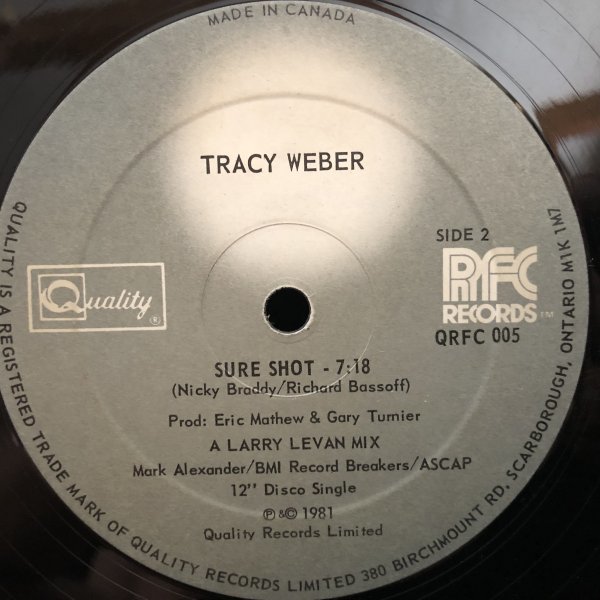 MADE IN CANADA
TRACY WEBER
SIDE 2
Quality ®
RFC
RECORDS TM
QRFC 005
SURE SHOT - 7:18
(Nicky Braddy/Richard Bassoff)
Prod: Eric Mathew & Gary Turnier
A LARRY LEVAN MIX
Mark Alexander/BMI Record Breakers/ASCAP
12" Disco Single
℗ &© 1981
Quality Records Limited
QUALITY IS A REGISTERED TRADE MARK OF QUALITY RECORDS LIMITED 380 BIRCHMOUNT RD. SCARBOROUGH, ONTARIO M1K 1M7